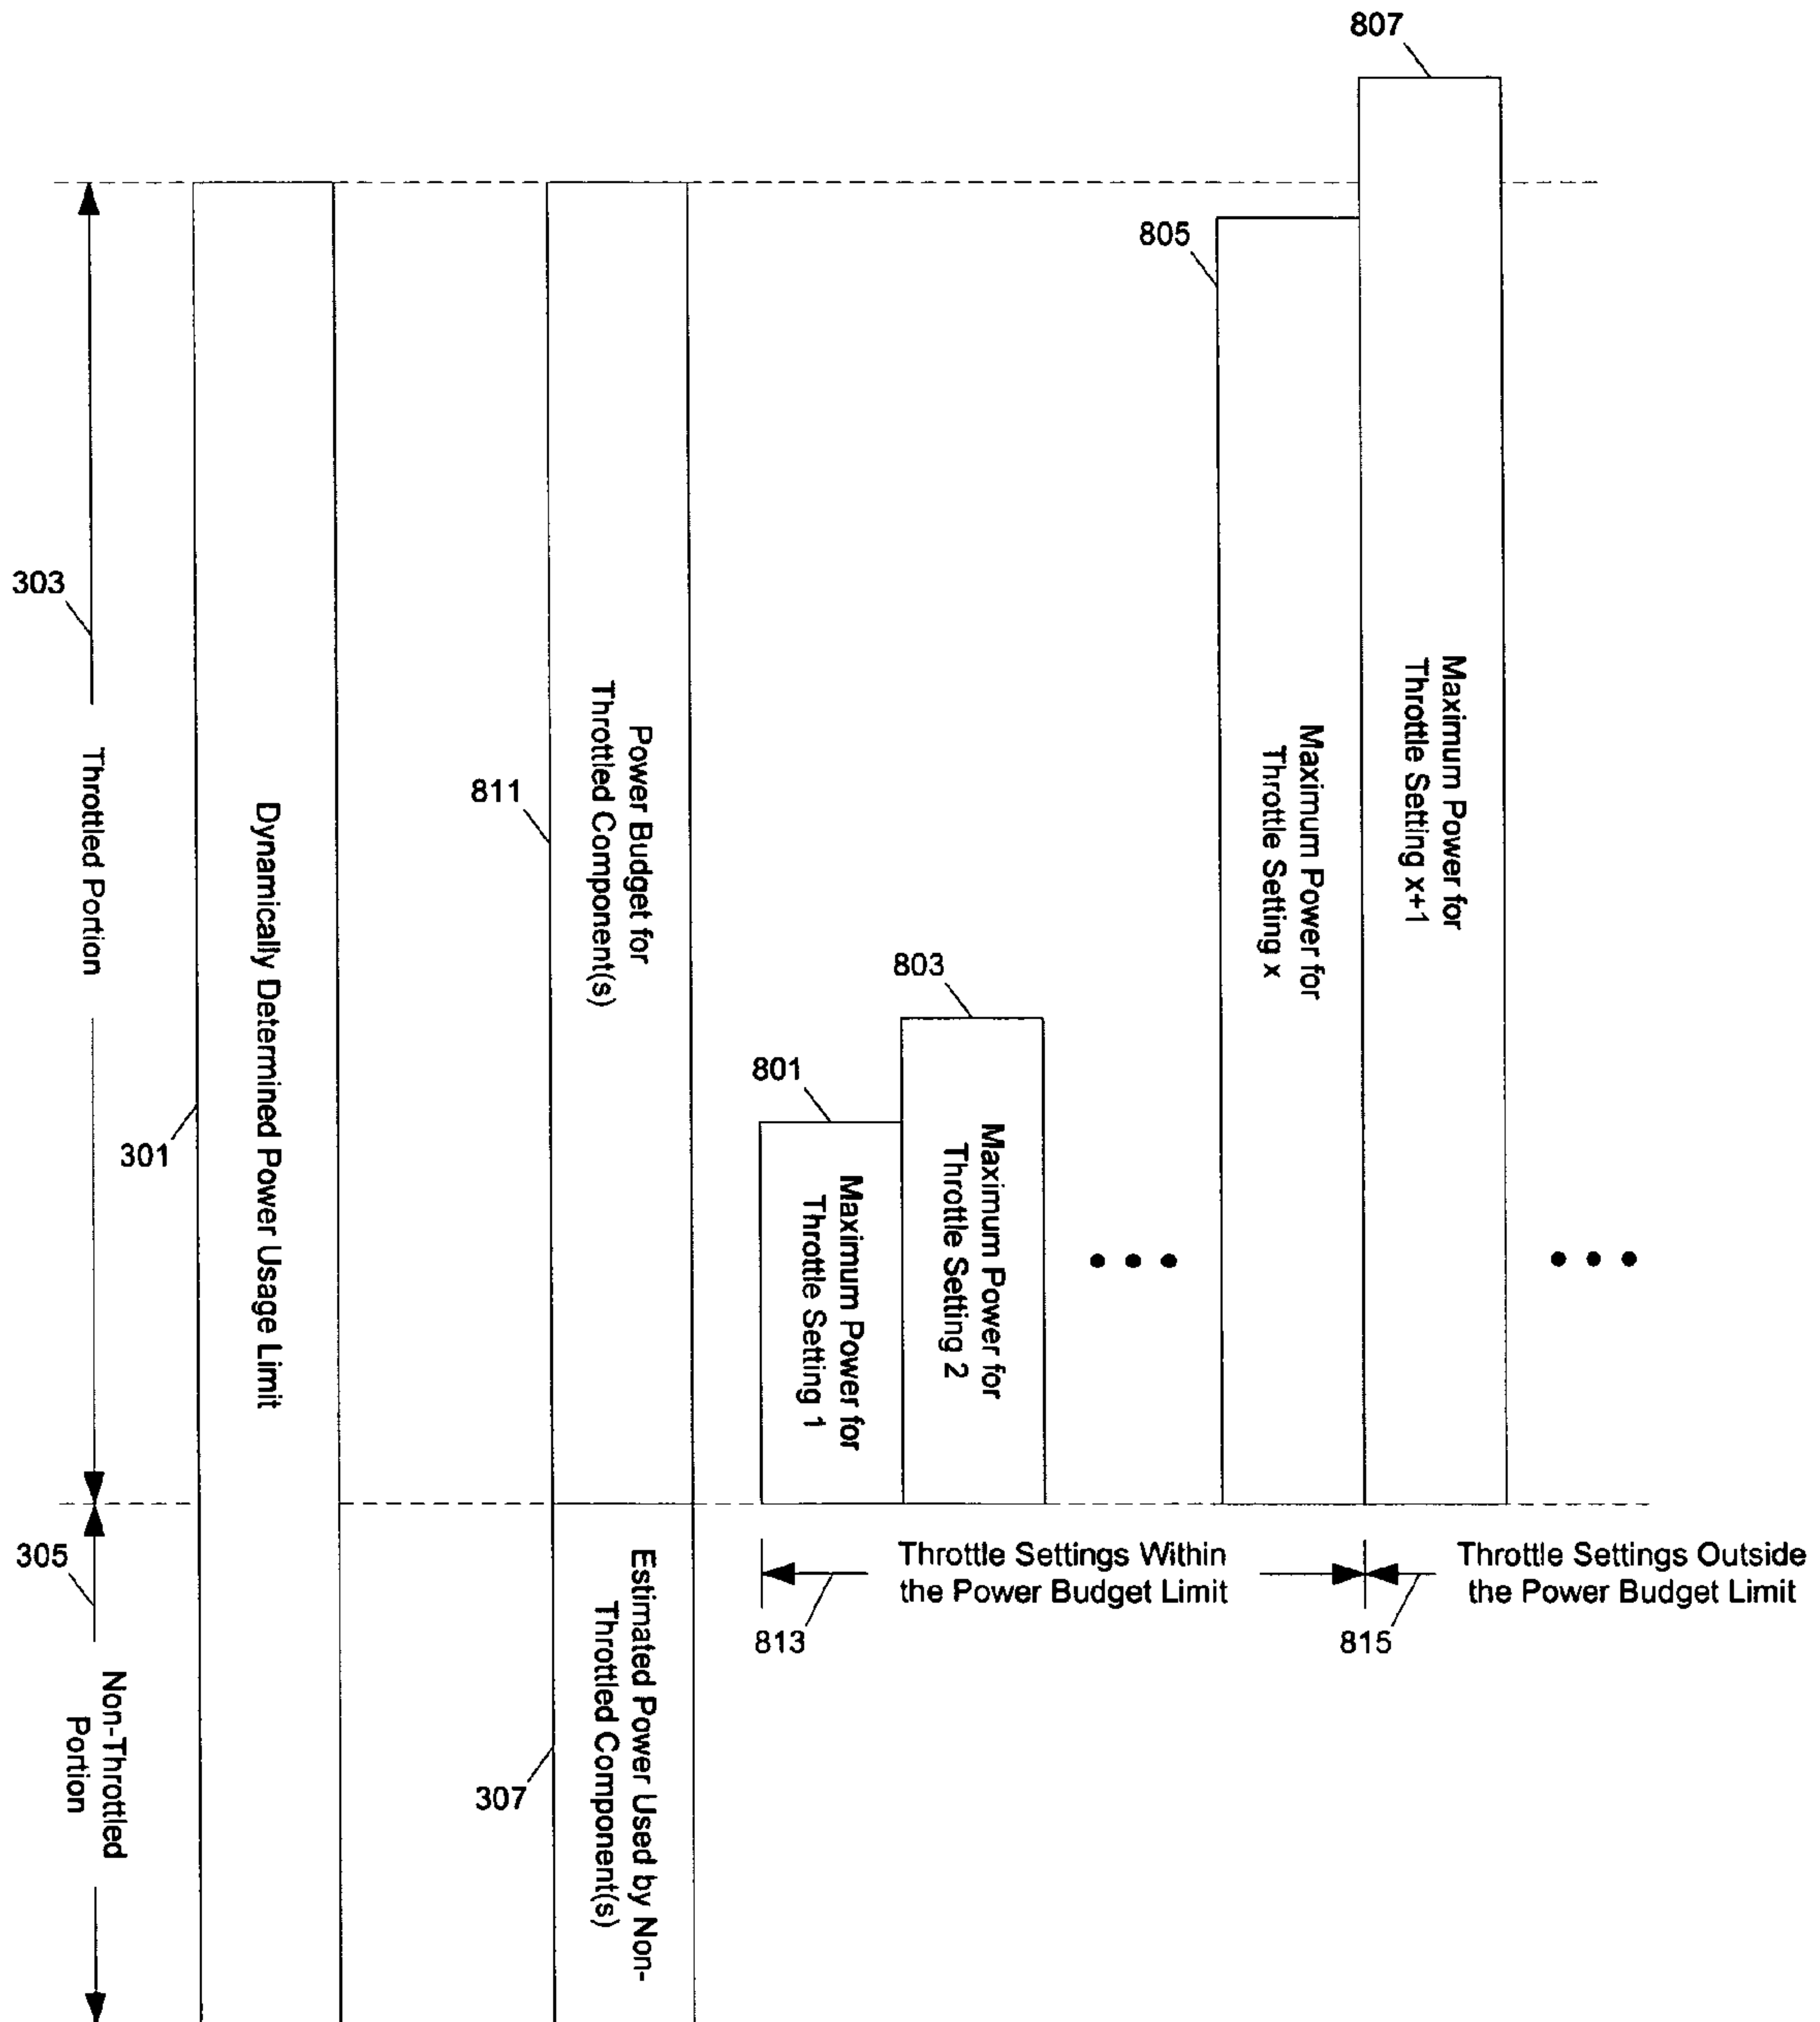 807
805
303
Throttled Portion
301
Dynamically Determined Power Usage Limit
811
Power Budget for
Throttled Component(s)
801
Maximum Power for
Throttle Setting 1
803
Maximum Power for
Throttle Setting 2
• • •
Maximum Power for
Throttle Setting x
Maximum Power for
Throttle Setting x+1
• • •
305
Non-Throttled
Portion
307
Estimated Power Used by Non-
Throttled Component(s)
Throttle Settings Within
the Power Budget Limit
813
Throttle Settings Outside
the Power Budget Limit
815